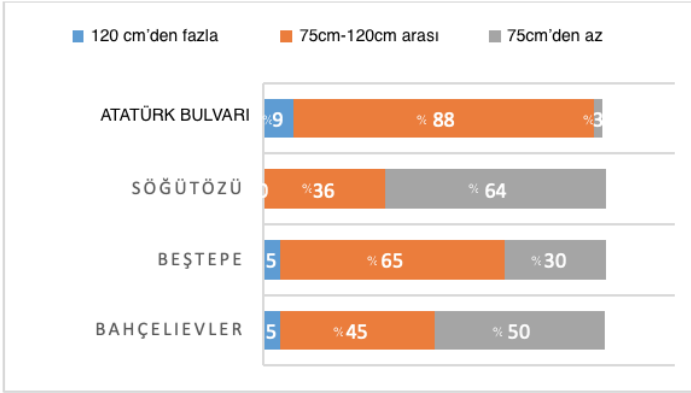 120 cm'den fazla 75cm-120cm arası 75cm'den az
ATATÜRK BULVARI %9 % 88 %3
SÖĞÜTÖZÜ 0 %36 % 64
BEŞTEPE 5 % 65 % 30
BAHÇELIEVLER 5 % 45 % 50